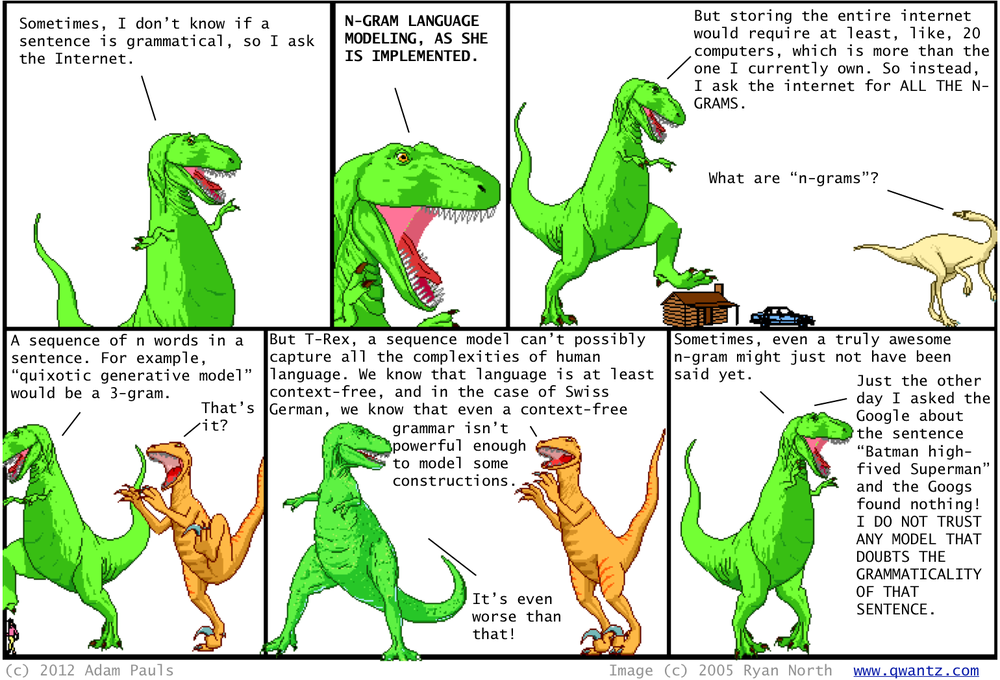 Sometimes, I don't know if a
sentence is grammatical, so I ask
the Internet.
N-GRAM LANGUAGE
MODELING, AS SHE
IS IMPLEMENTED.
But storing the entire internet
would require at least, like, 20
computers, which is more than the
one I currently own. So instead,
I ask the internet for ALL THE N-
GRAMS.
What are “n-grams”?
A sequence of n words in a
sentence. For example,
“quixotic generative model”
would be a 3-gram.
That's
it?
But T-Rex, a sequence model can't possibly
capture all the complexities of human
language. We know that language is at least
context-free, and in the case of Swiss
German, we know that even a context-free
grammar isn't
powerful enough
to model some
constructions.
It's even
worse than
that!
Sometimes, even a truly awesome
n-gram might just not have been
said yet.
Just the other
day I asked the
Google about
the sentence
“Batman high-
fived Superman”
and the Googs
found nothing!
I DO NOT TRUST
ANY MODEL THAT
DOUBTS THE
GRAMMATICALITY
OF THAT
SENTENCE.
(c) 2012 Adam Pauls
Image (c) 2005 Ryan North www.qwantz.com